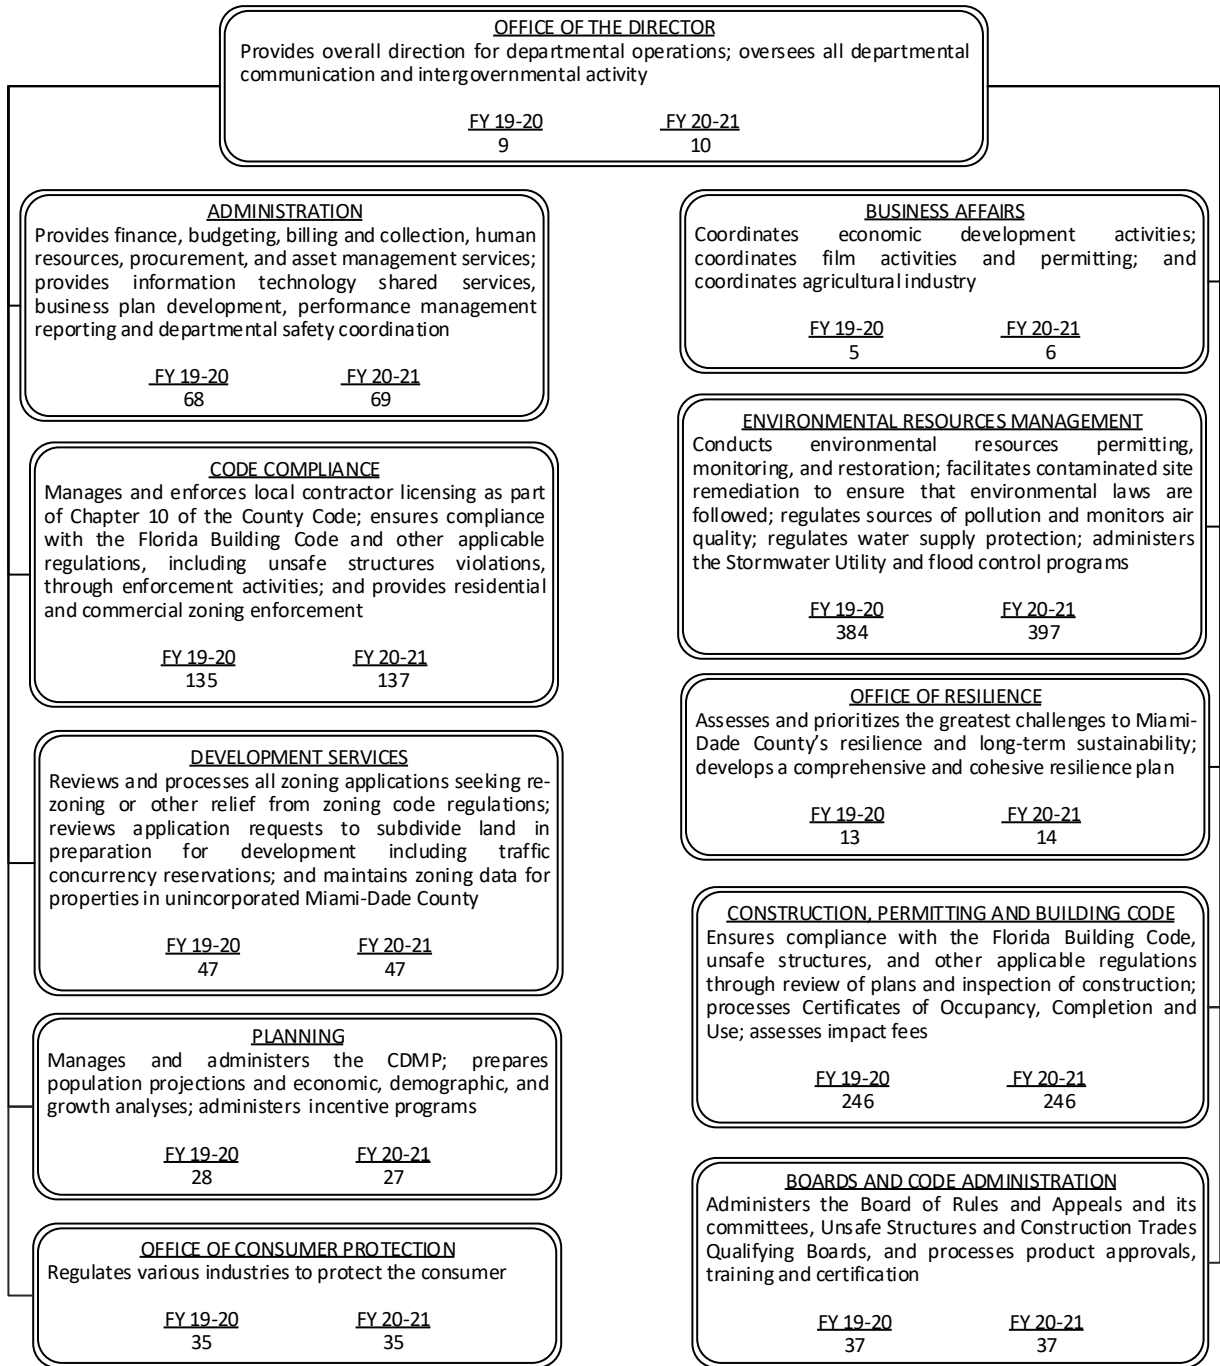 OFFICE OF THE DIRECTOR
Provides overall direction for departmental operations; oversees all departmental
communication and intergovernmental activity
FY 19-20 FY 20-21
9 10
ADMINISTRATION
Provides finance, budgeting, billing and collection, human
resources, procurement, and asset management services;
provides information technology shared services,
business plan development, performance management
reporting and departmental safety coordination
FY 19-20 FY 20-21
68 69
CODE COMPLIANCE
Manages and enforces local contractor licensing as part
of Chapter 10 of the County Code; ensures compliance
with the Florida Building Code and other applicable
regulations, including unsafe structures violations,
through enforcement activities; and provides residential
and commercial zoning enforcement
FY 19-20 FY 20-21
135 137
DEVELOPMENT SERVICES
Reviews and processes all zoning applications seeking re-
zoning or other relief from zoning code regulations;
reviews application requests to subdivide land in
preparation for development including traffic
concurrency reservations; and maintains zoning data for
properties in unincorporated Miami-Dade County
FY 19-20 FY 20-21
47 47
PLANNING
Manages and administers the CDMP; prepares
population projections and economic, demographic, and
growth analyses; administers incentive programs
FY 19-20 FY 20-21
28 27
OFFICE OF CONSUMER PROTECTION
Regulates various industries to protect the consumer
FY 19-20 FY 20-21
35 35
BUSINESS AFFAIRS
Coordinates economic development activities;
coordinates film activities and permitting; and
coordinates agricultural industry
FY 19-20 FY 20-21
5 6
ENVIRONMENTAL RESOURCES MANAGEMENT
Conducts environmental resources permitting,
monitoring, and restoration; facilitates contaminated site
remediation to ensure that environmental laws are
followed; regulates sources of pollution and monitors air
quality; regulates water supply protection; administers
the Stormwater Utility and flood control programs
FY 19-20 FY 20-21
384 397
OFFICE OF RESILIENCE
Assesses and prioritizes the greatest challenges to Miami-
Dade County’s resilience and long-term sustainability;
develops a comprehensive and cohesive resilience plan
FY 19-20 FY 20-21
13 14
CONSTRUCTION, PERMITTING AND BUILDING CODE
Ensures compliance with the Florida Building Code,
unsafe structures, and other applicable regulations
through review of plans and inspection of construction;
processes Certificates of Occupancy, Completion and
Use; assesses impact fees
FY 19-20 FY 20-21
246 246
BOARDS AND CODE ADMINISTRATION
Administers the Board of Rules and Appeals and its
committees, Unsafe Structures and Construction Trades
Qualifying Boards, and processes product approvals,
training and certification
FY 19-20 FY 20-21
37 37